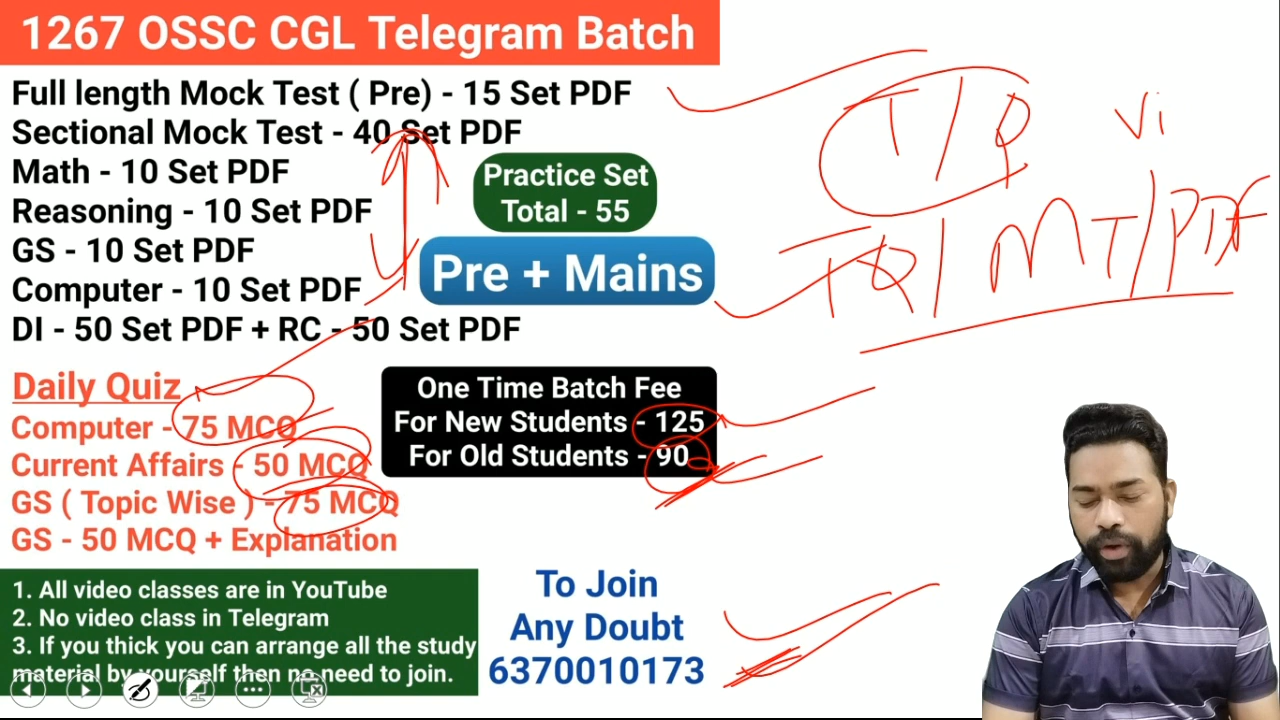 1267 OSSC CGL Telegram Batch
Full length Mock Test ( Pre) - 15 Set PDF
Sectional Mock Test - 40 Set PDF
Math - 10 Set PDF
Reasoning - 10 Set PDF
GS - 10 Set PDF
Computer - 10 Set PDF
DI - 50 Set PDF + RC - 50 Set PDF
Practice Set
Total - 55
Pre + Mains
T/Q Vi
TQ/ MT/PDF
Daily Quiz
Computer - 75 MCQ
Current Affairs - 50 MCQ
GS ( Topic Wise ) - 75 MCQ
GS - 50 MCQ + Explanation
One Time Batch Fee
For New Students - 125
For Old Students - 90
1. All video classes are in YouTube
2. No video class in Telegram
3. If you thick you can arrange all the study
material by yourself then no need to join.
To Join
Any Doubt
6370010173